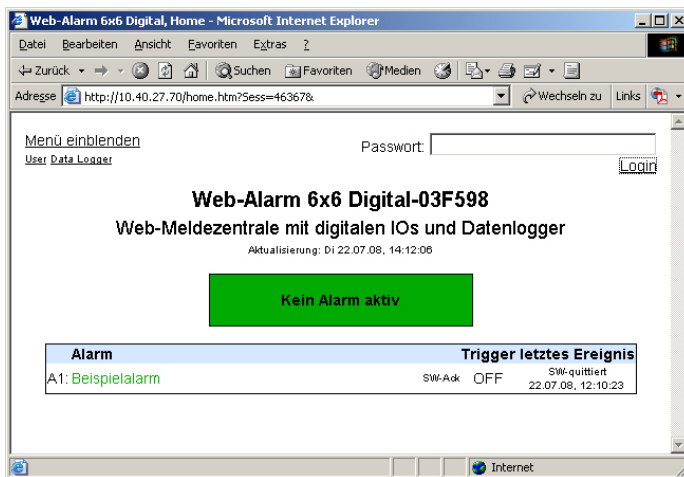 Web-Alarm 6x6 Digital, Home - Microsoft Internet Explorer
Datei Bearbeiten Ansicht Favoriten Extras ?
Zurück Suchen Favoriten Medien
Adresse http://10.40.27.70/home.htm?Sess=46367& Wechseln zu Links
Menü einblenden
User Data Logger
Passwort:
Login
Web-Alarm 6x6 Digital-03F598
Web-Meldezentrale mit digitalen IOs und Datenlogger
Aktualisierung: Di 22.07.08, 14:12:06
Kein Alarm aktiv
Alarm Trigger letztes Ereignis
A1: Beispielalarm SW-Ack OFF SW-quittiert
22.07.08, 12:10:23
Internet